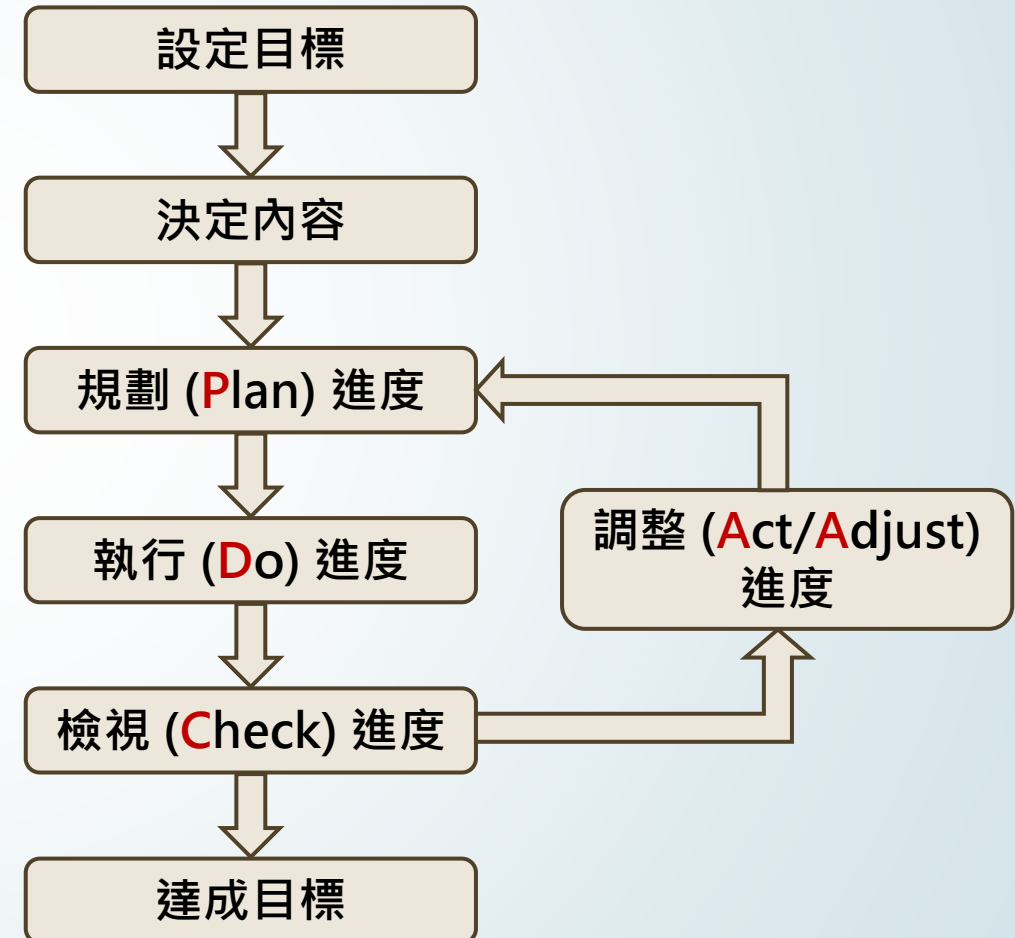 設定目標
決定內容
規劃 (Plan) 進度
執行 (Do) 進度
檢視 (Check) 進度
調整 (Act/Adjust)
進度
達成目標